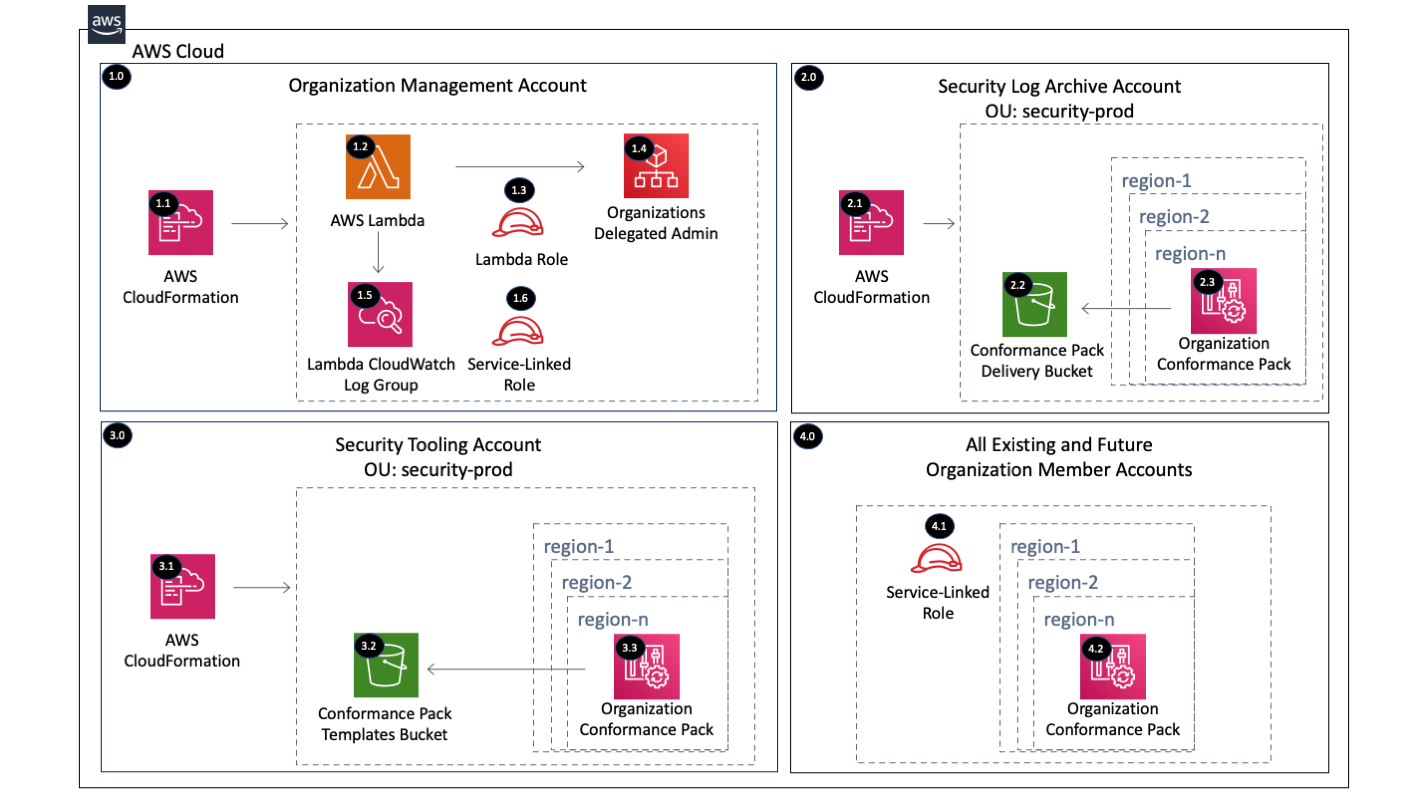 aws
AWS Cloud
1.0
Organization Management Account
1.1
AWS
CloudFormation
1.2
AWS Lambda
1.3
Lambda Role
1.4
Organizations
Delegated Admin
1.5
Lambda CloudWatch
Log Group
1.6
Service-Linked
Role
2.0
Security Log Archive Account
OU: security-prod
2.1
AWS
CloudFormation
region-1
region-2
region-n
2.2
Conformance Pack
Delivery Bucket
2.3
Organization
Conformance Pack
3.0
Security Tooling Account
OU: security-prod
3.1
AWS
CloudFormation
region-1
region-2
region-n
3.2
Conformance Pack
Templates Bucket
3.3
Organization
Conformance Pack
4.0
All Existing and Future
Organization Member Accounts
4.1
Service-Linked
Role
region-1
region-2
region-n
4.2
Organization
Conformance Pack